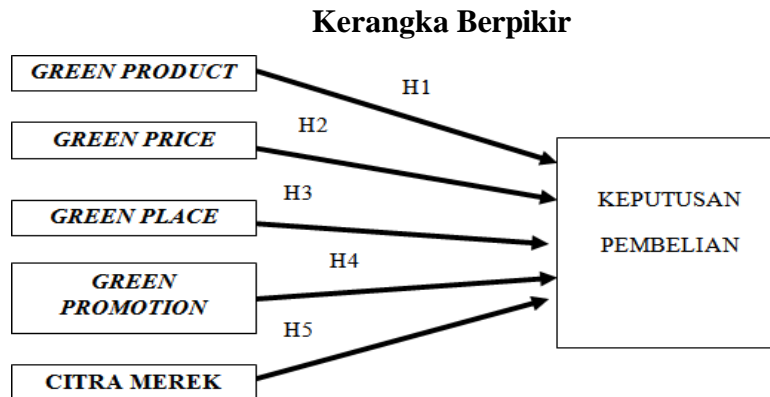 Kerangka Berpikir
GREEN PRODUCT
H1
GREEN PRICE
H2
GREEN PLACE
H3
GREEN
PROMOTION
H4
CITRA MEREK
H5
KEPUTUSAN
PEMBELIAN